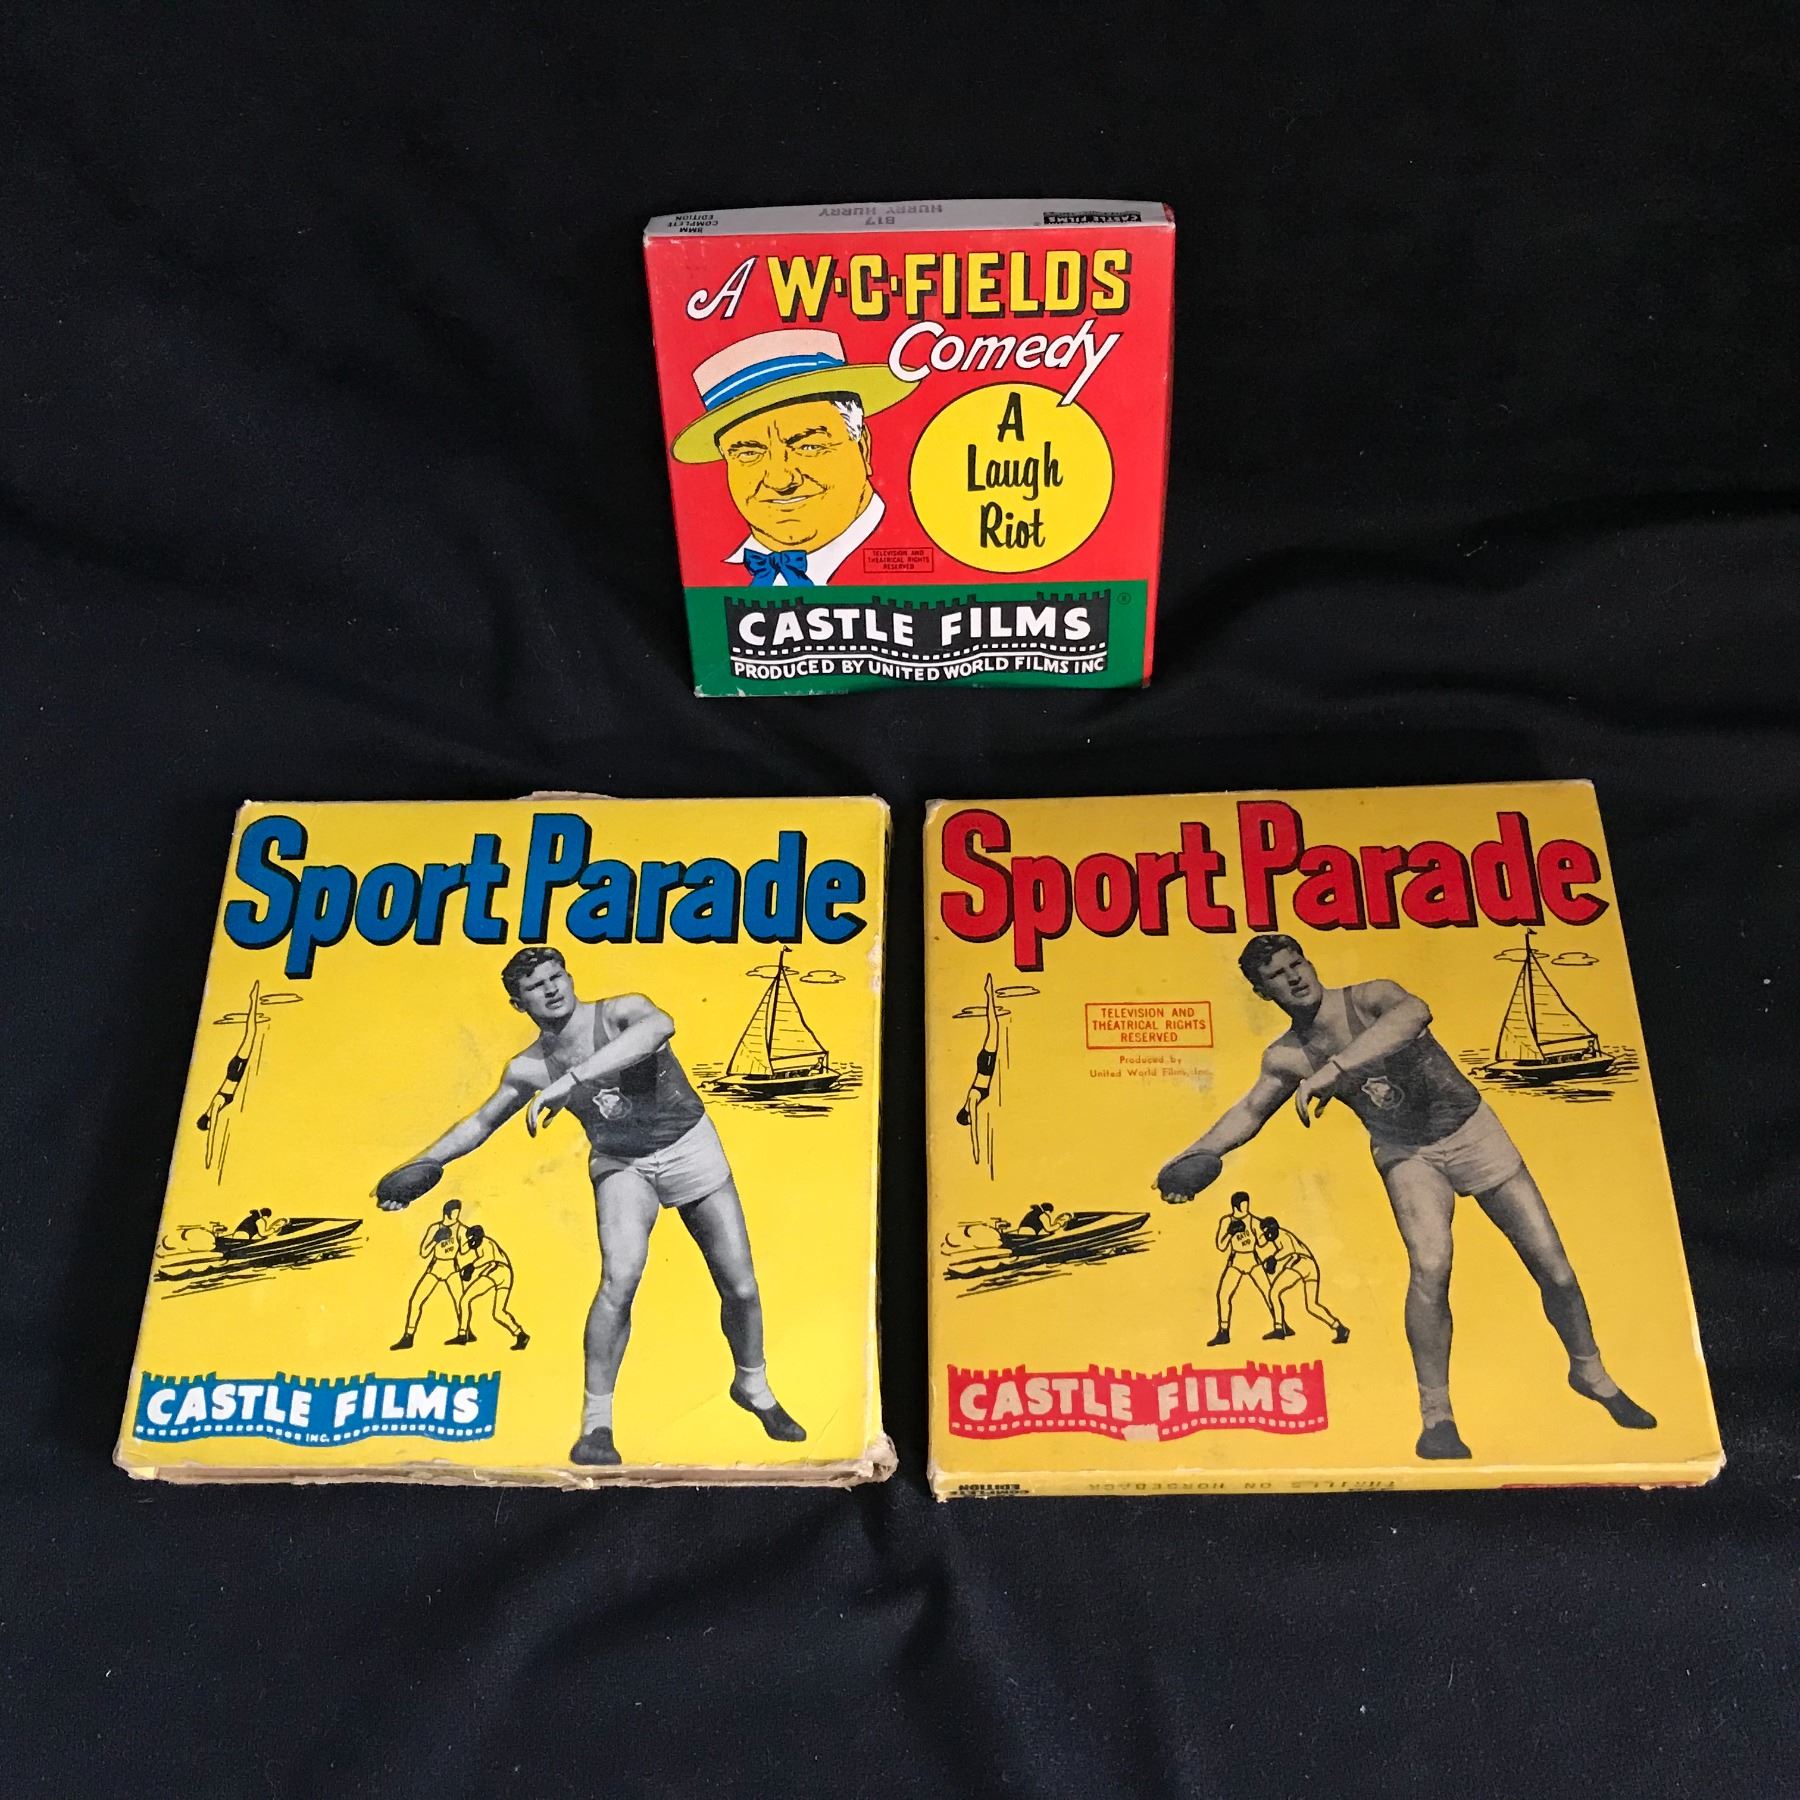 8MM
COMPLETE
EDITION
817
HURRY HURRY
CASTLE FILMS
A W·C·FIELDS
Comedy
A
Laugh
Riot
TELEVISION AND
THEATRICAL RIGHTS
RESERVED
CASTLE FILMS ®
PRODUCED BY UNITED WORLD FILMS INC
Sport Parade
CASTLE FILMS
INC.
Sport Parade
TELEVISION AND
THEATRICAL RIGHTS
RESERVED
Produced by
United World Films, Inc.
CASTLE FILMS
COMPLETE
EDITION
THRILLS ON HORSEBACK